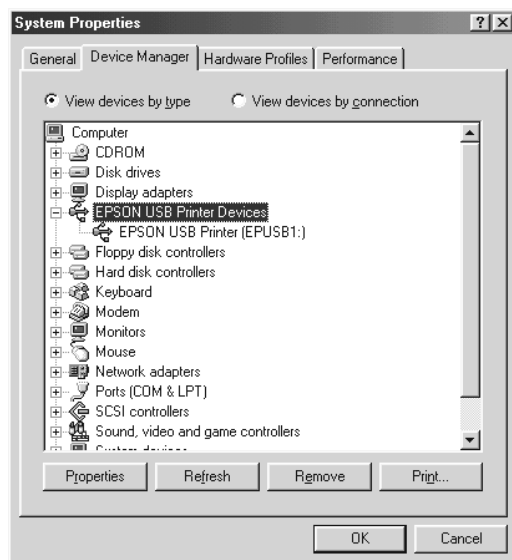 System Properties
General Device Manager Hardware Profiles Performance
View devices by type View devices by connection
Computer
CDROM
Disk drives
Display adapters
EPSON USB Printer Devices
EPSON USB Printer (EPUSB1:)
Floppy disk controllers
Hard disk controllers
Keyboard
Modem
Monitors
Mouse
Network adapters
Ports (COM & LPT)
SCSI controllers
Sound, video and game controllers
Properties Refresh Remove Print...
OK Cancel